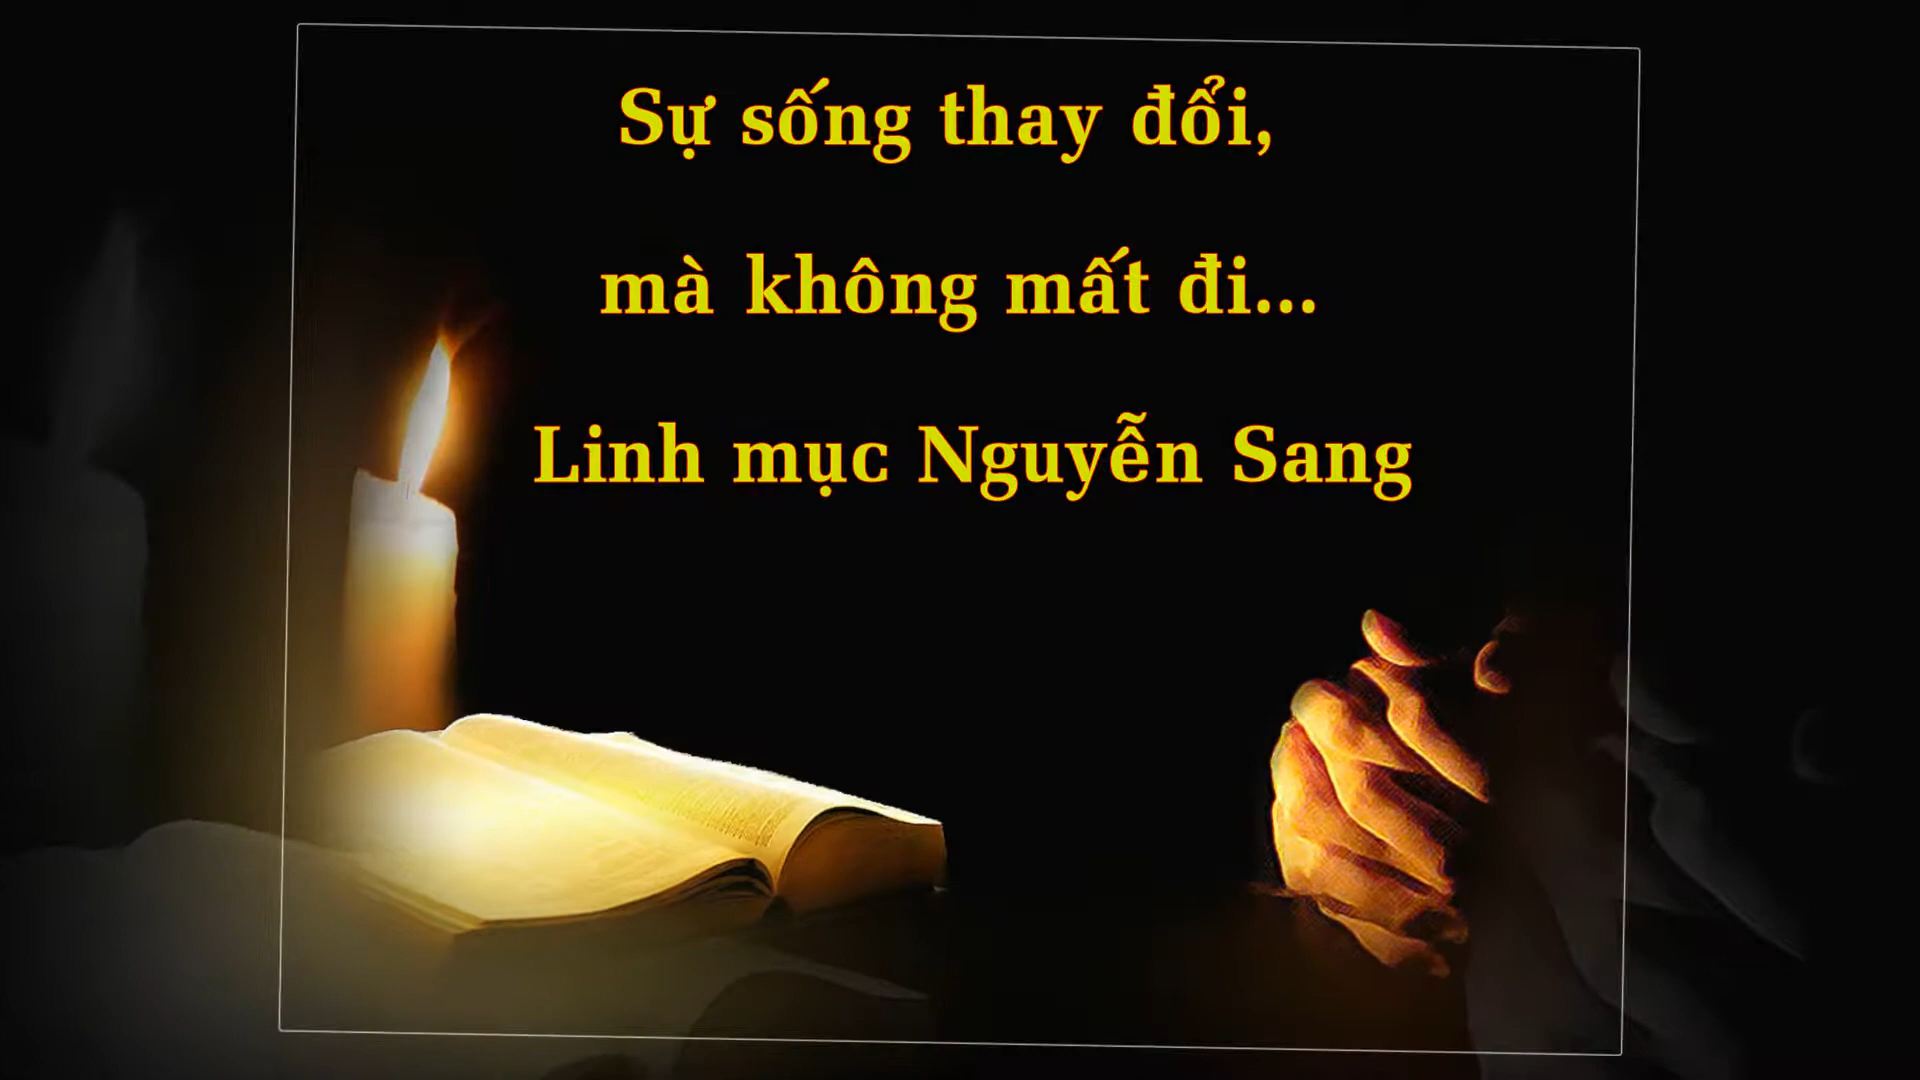 Sự sống thay đổi,
mà không mất đi...
Linh mục Nguyễn Sang